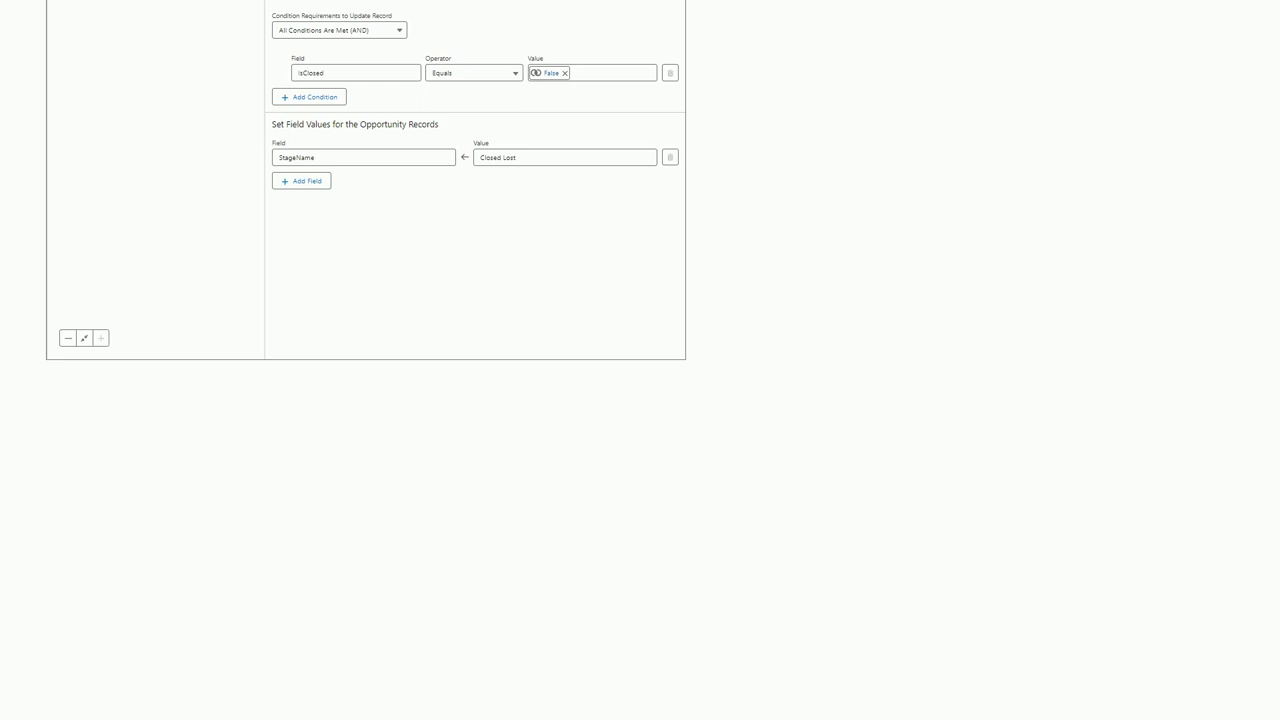 Condition Requirements to Update Record
All Conditions Are Met (AND)
Field Operator Value
IsClosed Equals False
Add Condition
Set Field Values for the Opportunity Records
Field Value
StageName Closed Lost
Add Field